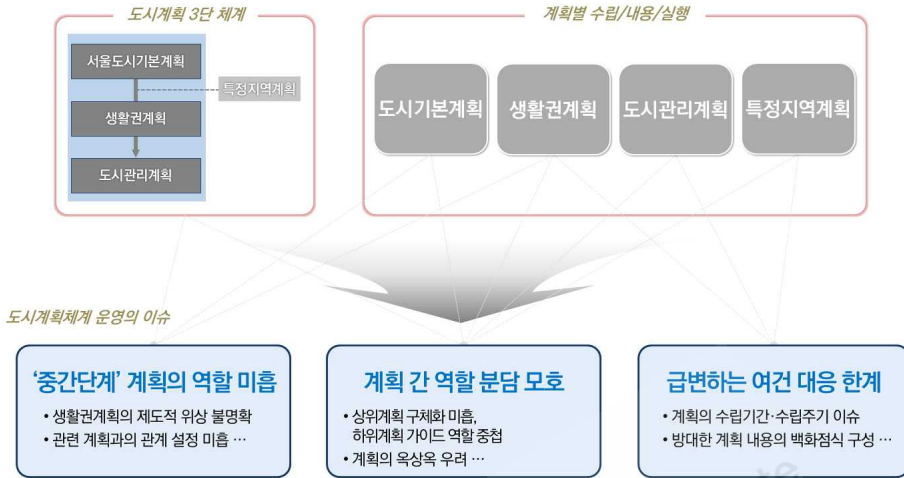 도시계획 3단 체계
서울도시기본계획
특정지역계획
생활권계획
도시관리계획
계획별 수립/내용/실행
도시기본계획
생활권계획
도시관리계획
특정지역계획
도시계획체계 운영의 이슈
‘중간단계’ 계획의 역할 미흡
• 생활권계획의 제도적 위상 불명확
• 관련 계획과의 관계 설정 미흡 …
계획 간 역할 분담 모호
• 상위계획 구체화 미흡,
하위계획 가이드 역할 중첩
• 계획의 옥상옥 우려 …
급변하는 여건 대응 한계
• 계획의 수립기간·수립주기 이슈
• 방대한 계획 내용의 백화점식 구성 …